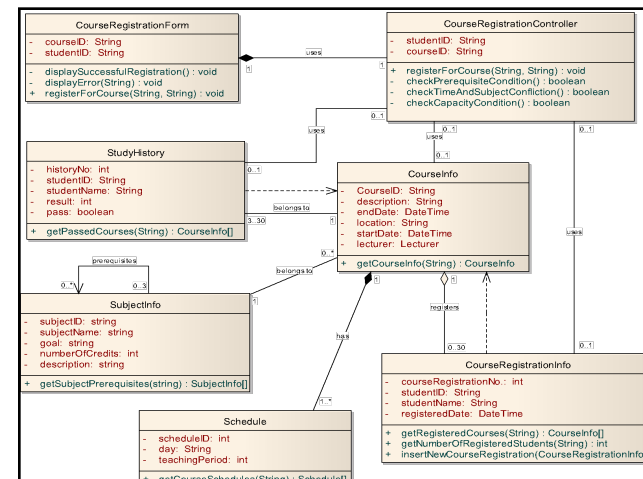 CourseRegistrationForm
- courseID: String
- studentID: String
- displaySuccessfulRegistration() : void
- displayError(String) : void
+ registerForCourse(String, String) : void
uses
1
1
CourseRegistrationController
- studentID: String
- courseID: String
+ registerForCourse(String, String) : void
- checkPrerequisiteCondition() : boolean
- checkTimeAndSubjectConfliction() : boolean
- checkCapacityCondition() : boolean
0..1
uses
0..1
0..1
uses
0..1
0..1
uses
0..1
StudyHistory
- historyNo: int
- studentID: String
- studentName: String
- result: int
- pass: boolean
+ getPassedCourses(String) : CourseInfo[]
belongs to
3..30
1
CourseInfo
- CourseID: String
- description: String
- endDate: DateTime
- location: String
- startDate: DateTime
- lecturer: Lecturer
+ getCourseInfo(String) : CourseInfo
prerequisites
0..*
0..3
belongs to
0..*
1
SubjectInfo
- subjectID: string
- subjectName: string
- goal: string
- numberOfCredits: int
- description: string
+ getSubjectPrerequisites(string) : SubjectInfo[]
1
has
1..*
1
registers
0..30
CourseRegistrationInfo
- courseRegistrationNo.: int
- studentID: String
- studentName: String
- registeredDate: DateTime
+ getRegisteredCourses(String) : CourseInfo[]
+ getNumberOfRegisteredStudents(String) : int
+ insertNewCourseRegistration(CourseRegistrationInfo
Schedule
- scheduleID: int
- day: String
- teachingPeriod: int
+ getCourseSchedules(String) : Schedule[]